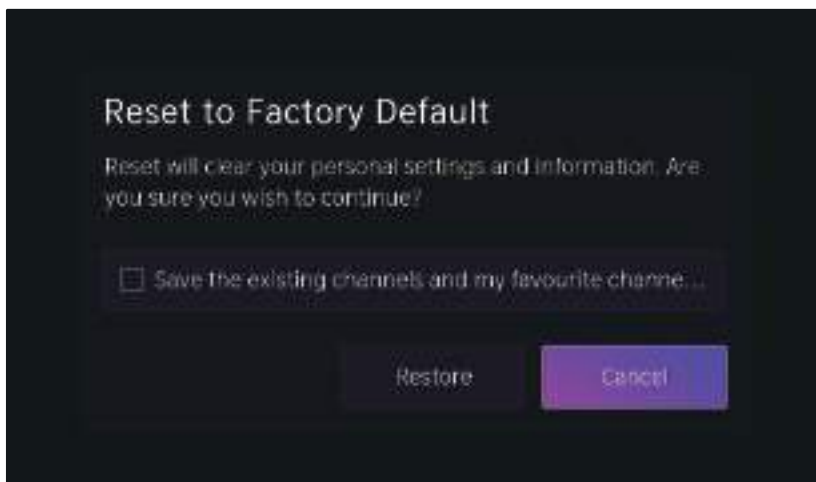 Reset to Factory Default
Reset will clear your personal settings and information. Are
you sure you wish to continue?
Save the existing channels and my favourite channe...
Restore
Cancel